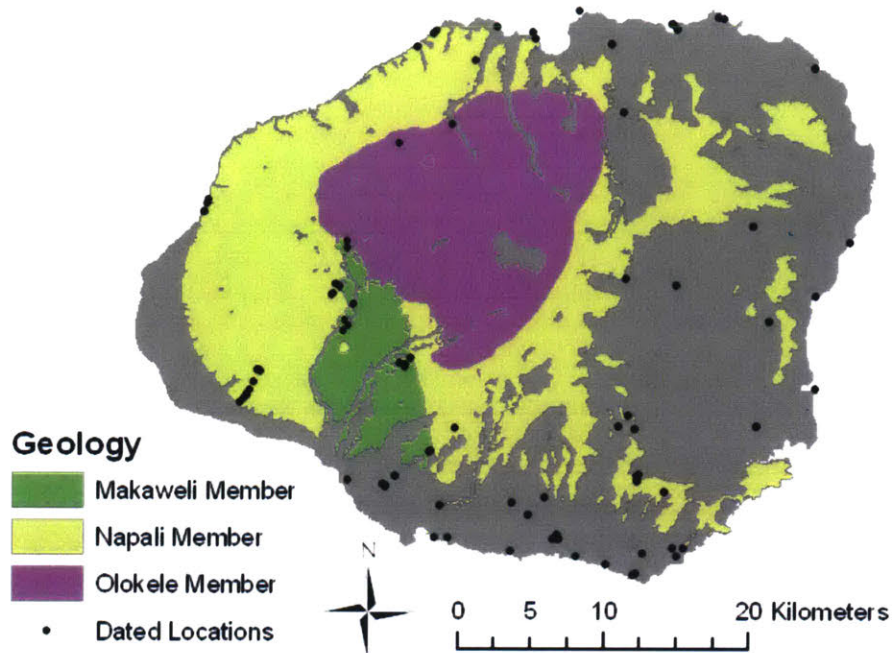 Geology
Makaweli Member
Napali Member
Olokele Member
Dated Locations
N
0 5 10 20 Kilometers